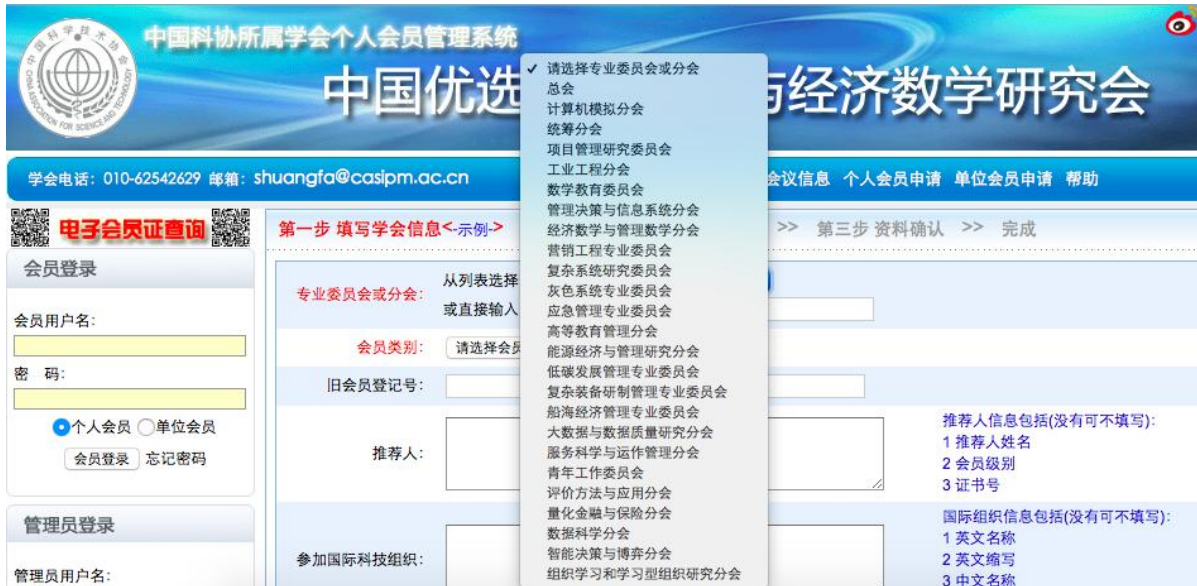 中国科协所属学会个人会员管理系统
中国优选
与经济数学研究会
学会电话：010-62542629 邮箱：shuangfa@casipm.ac.cn
会议信息 个人会员申请 单位会员申请 帮助
电子会员证查询
会员登录
会员用户名：
密 码：
个人会员 单位会员
会员登录 忘记密码
管理员登录
管理员用户名：
第一步 填写学会信息<-示例->
>> 第三步 资料确认 >> 完成
专业委员会或分会：
从列表选择
或直接输入
会员类别：
请选择会员
旧会员登记号：
推荐人：
参加国际科技组织：
✓ 请选择专业委员会或分会
总会
计算机模拟分会
统筹分会
项目管理研究委员会
工业工程分会
数学教育委员会
管理决策与信息系统分会
经济数学与管理数学分会
营销工程专业委员会
复杂系统研究委员会
灰色系统专业委员会
应急管理专业委员会
高等教育管理分会
能源经济与管理研究分会
低碳发展管理专业委员会
复杂装备研制管理专业委员会
船海经济管理专业委员会
大数据与数据质量研究分会
服务科学与运作管理分会
青年工作委员会
评价方法与应用分会
量化金融与保险分会
数据科学分会
智能决策与博弈分会
组织学习和学习型组织研究分会
推荐人信息包括(没有可不填写)：
1 推荐人姓名
2 会员级别
3 证书号
国际组织信息包括(没有可不填写)：
1 英文名称
2 英文缩写
3 中文名称